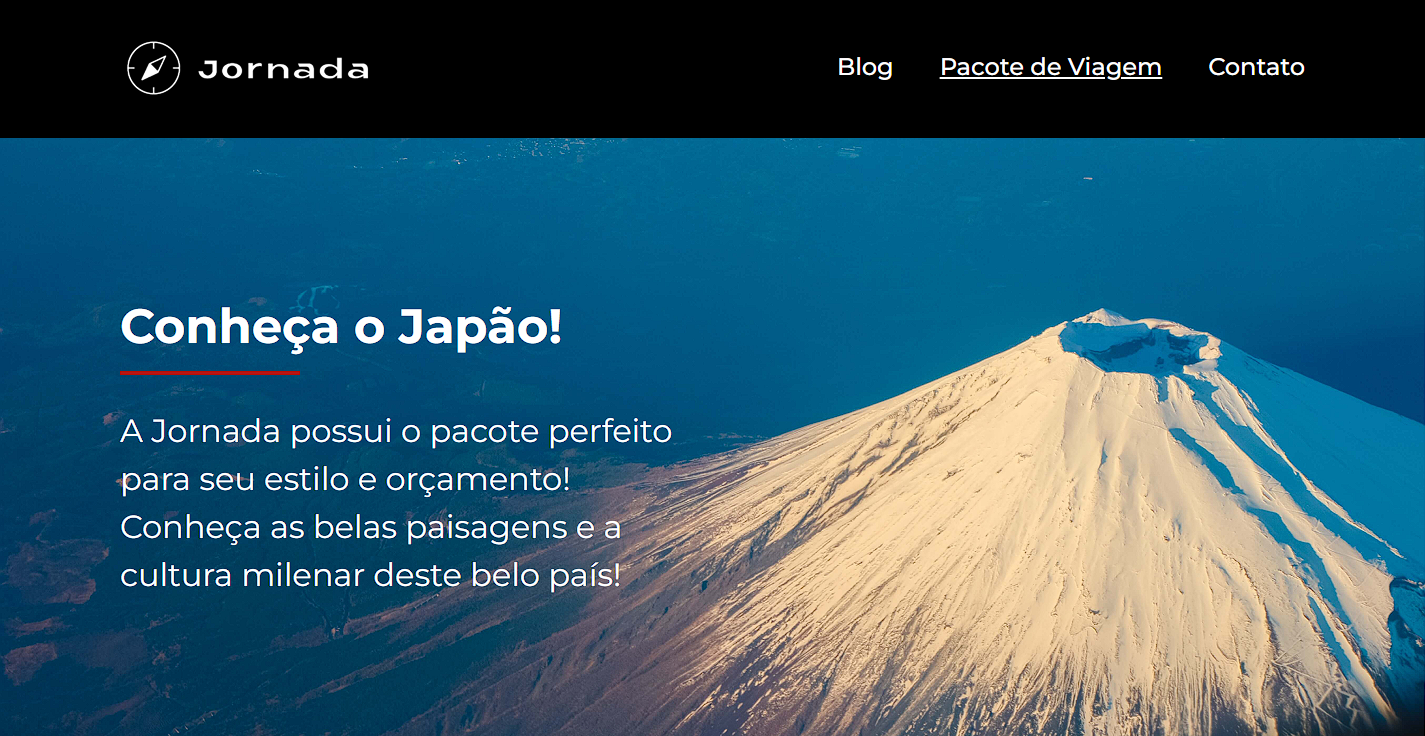 Jornada
Blog
Pacote de Viagem
Contato
Conheça o Japão!
A Jornada possui o pacote perfeito
para seu estilo e orçamento!
Conheça as belas paisagens e a
cultura milenar deste belo país!